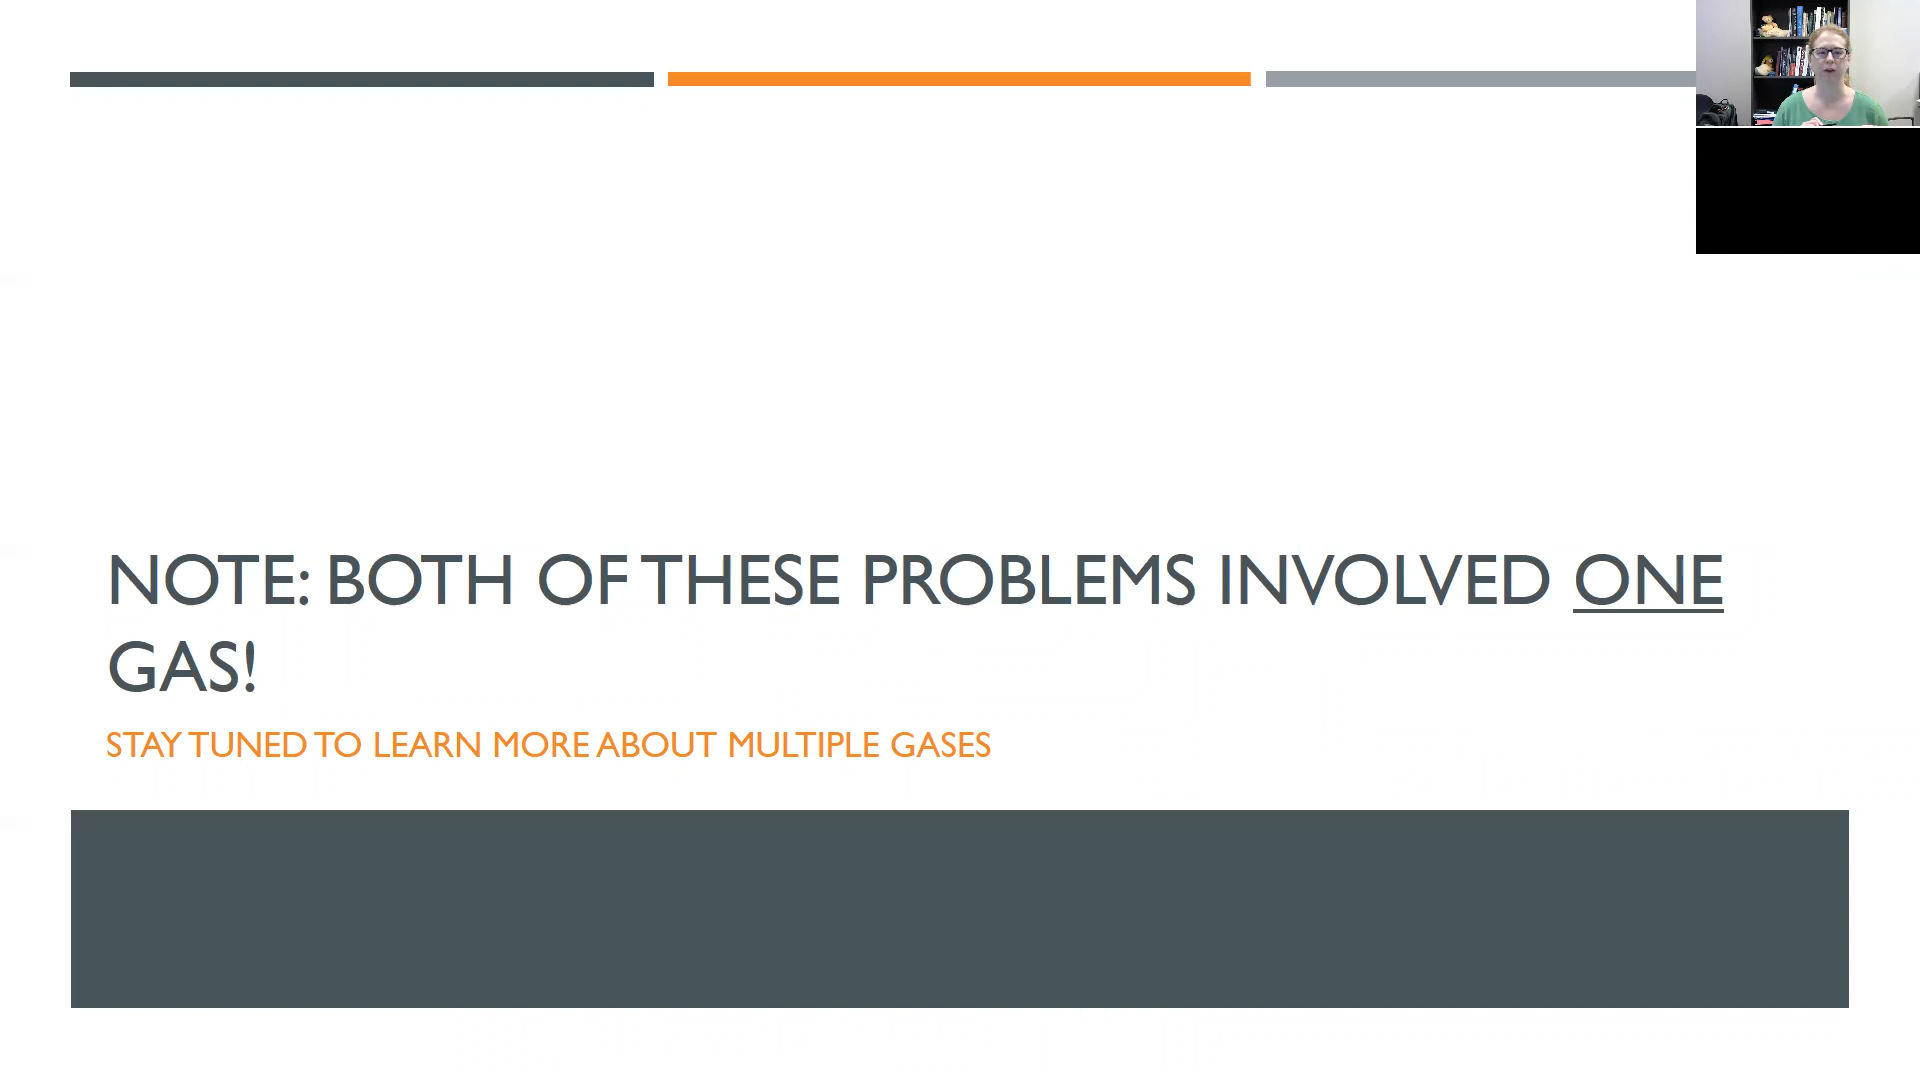 NOTE: BOTH OF THESE PROBLEMS INVOLVED ONE
GAS!
STAY TUNED TO LEARN MORE ABOUT MULTIPLE GASES